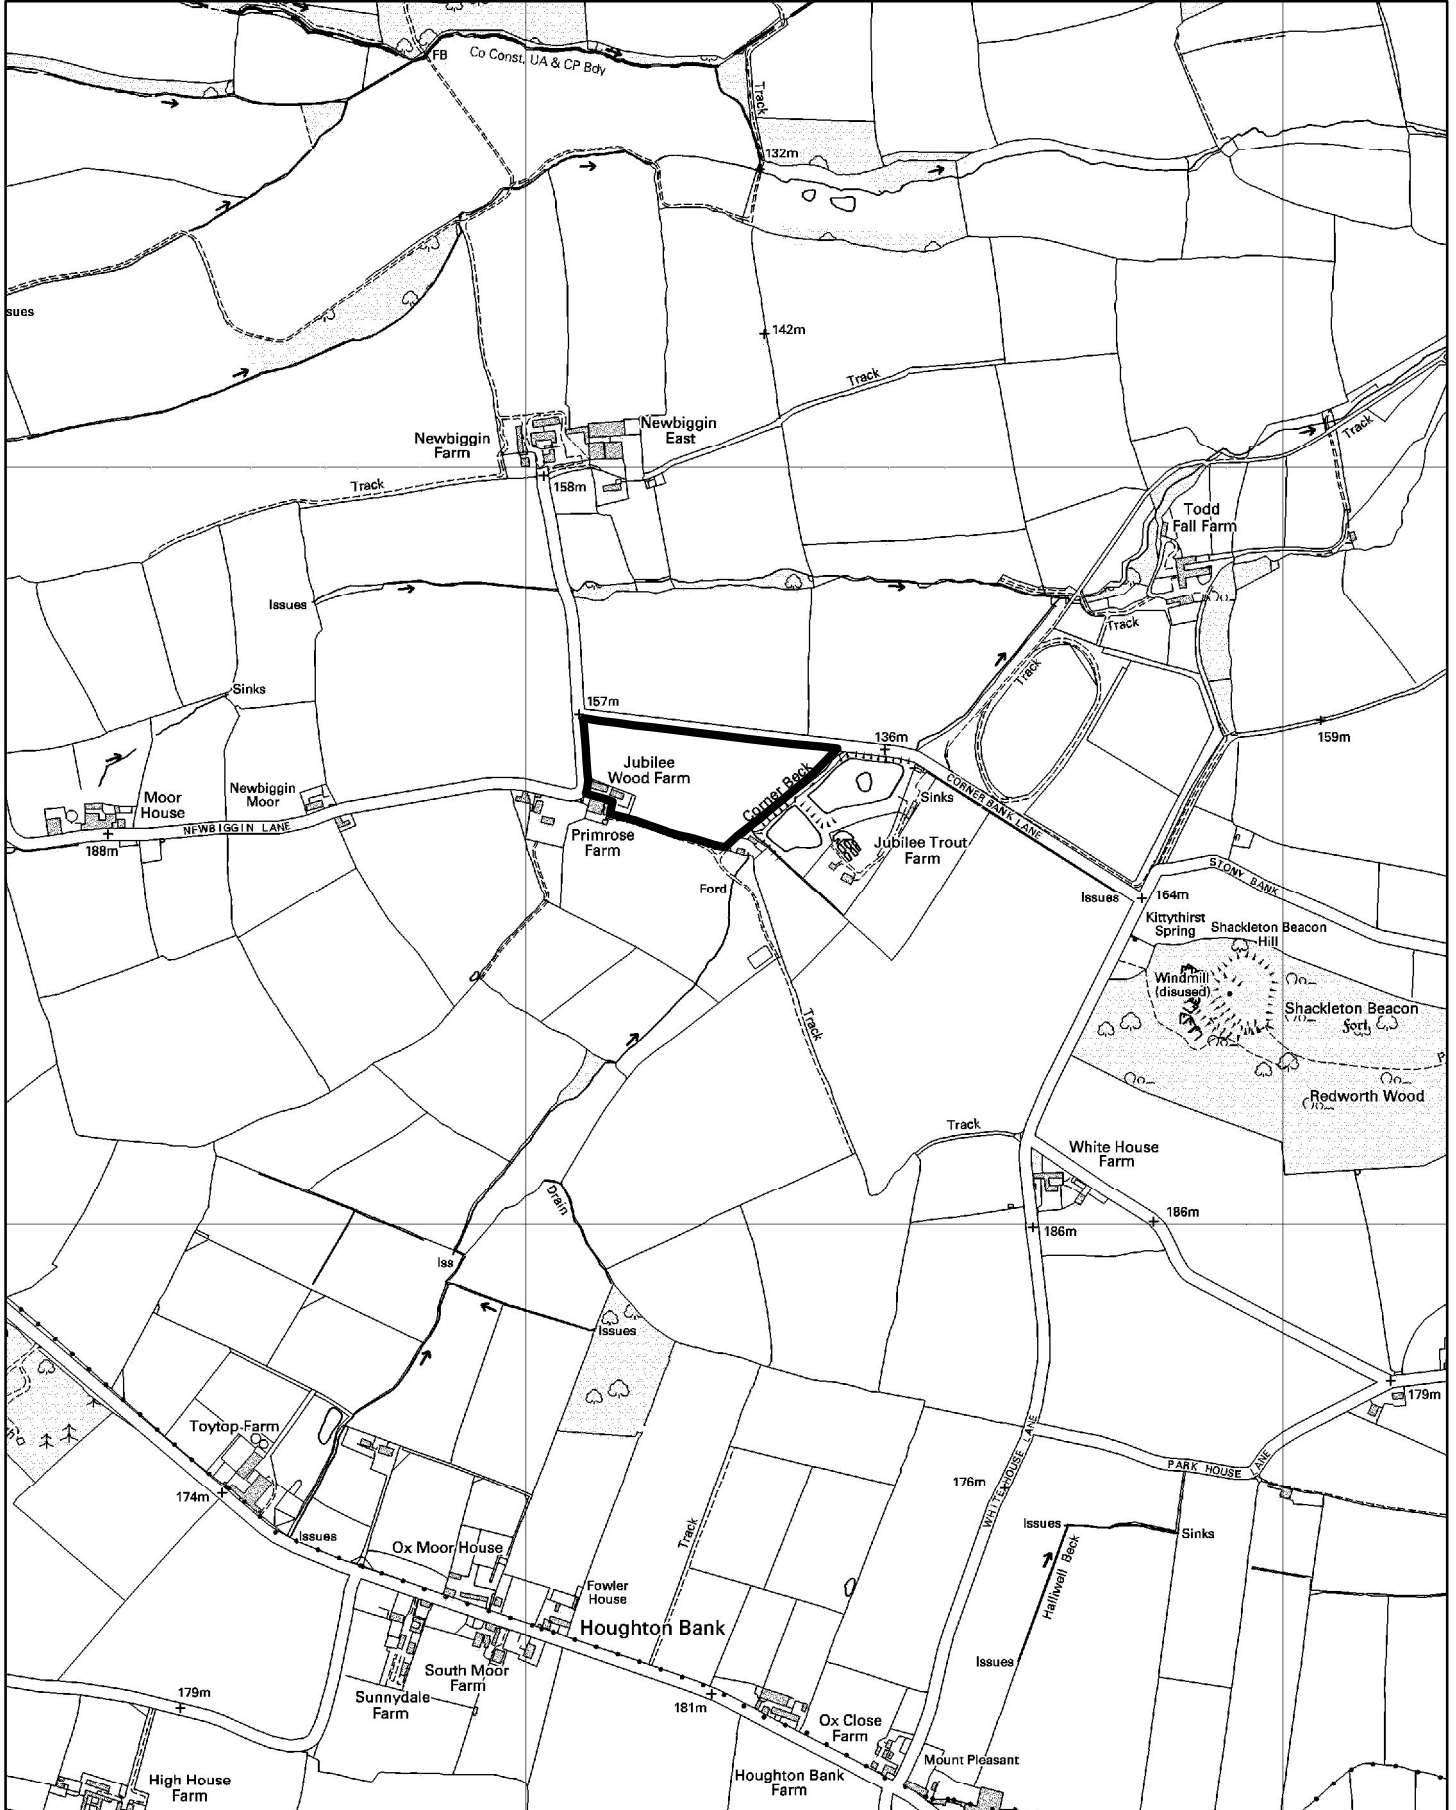 FB
Co Const, UA & CP Bdy
Track
132m
sues
142m
Track
Newbiggin
Farm
Newbiggin
East
Track
Track
158m
Todd
Fall Farm
Issues
Track
Track
Sinks
157m
136m
159m
Jubilee
Wood Farm
Corner Beck
Moor
House
Newbiggin
Moor
Sinks
CORNER BANK LANE
NEWBIGGIN LANE
188m
Primrose
Farm
Jubilee Trout
Farm
STONY BANK
Ford
Issues
164m
Kittythirst
Spring
Shackleton Beacon
Hill
Windmill
(disused)
Shackleton Beacon
Fort
Track
P
Redworth Wood
Track
White House
Farm
Drain
186m
186m
Iss
Issues
179m
Toytop Farm
WHITEHOUSE LANE
PARK HOUSE LANE
176m
174m
Issues
Track
Issues
Sinks
Ox Moor House
Halliwell Beck
Fowler
House
Houghton Bank
Issues
South Moor
Farm
Sunnydale
Farm
179m
181m
Ox Close
Farm
Mount Pleasant
High House
Farm
Houghton Bank
Farm